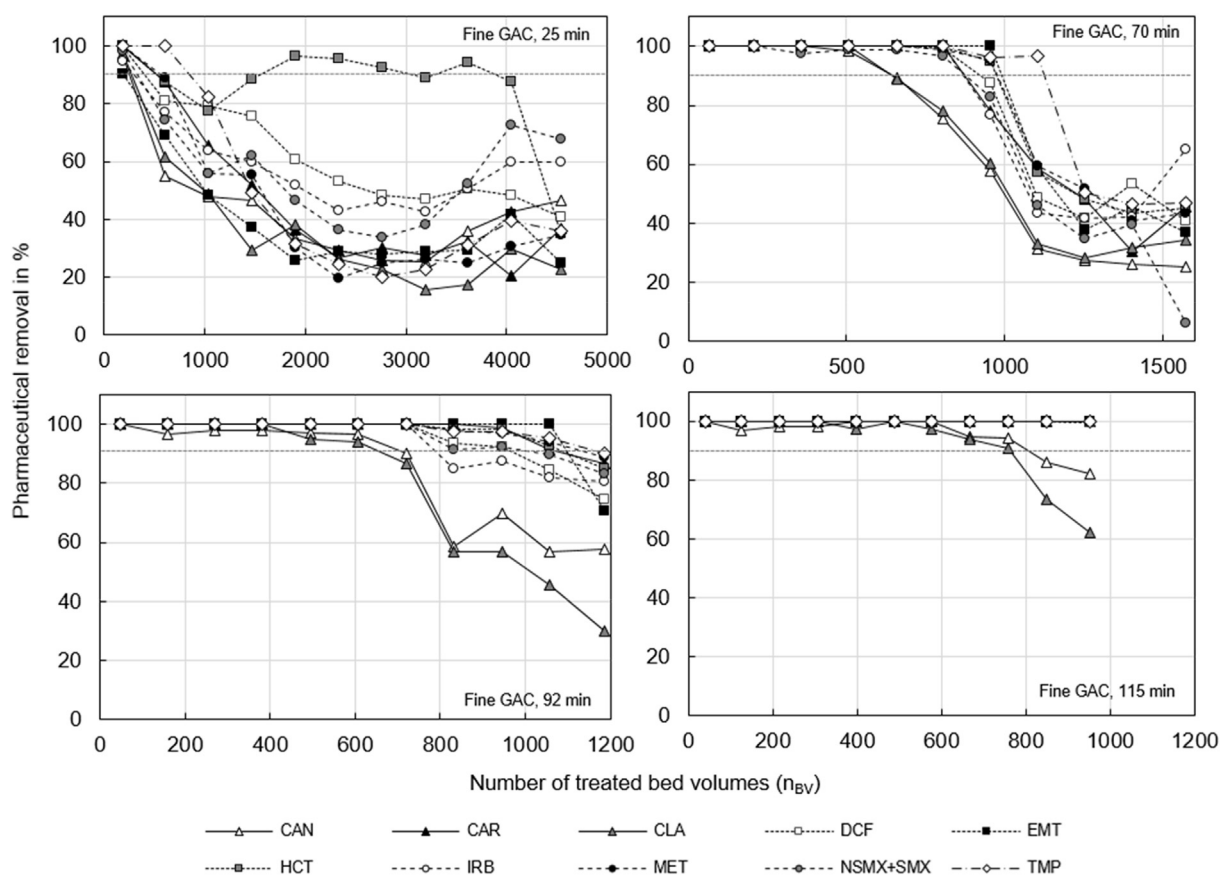 Pharmaceutical removal in %
Fine GAC, 25 min
100
80
60
40
20
0
0 1000 2000 3000 4000 5000
Fine GAC, 70 min
100
80
60
40
20
0
0 500 1000 1500
Fine GAC, 92 min
100
80
60
40
20
0
0 200 400 600 800 1000 1200
Fine GAC, 115 min
100
80
60
40
20
0
0 200 400 600 800 1000 1200
Number of treated bed volumes (nBV)
CAN CAR CLA DCF EMT
HCT IRB MET NSMX+SMX TMP